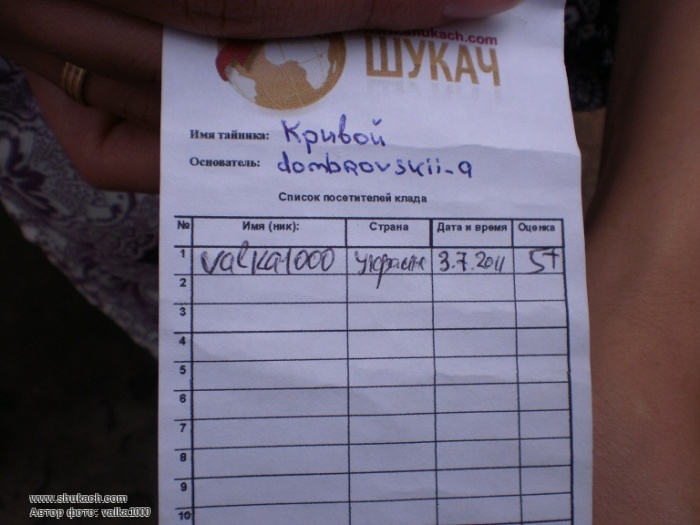 www.shukach.com
ШУКАЧ
Имя тайника: Кривой
Основатель: dombrovskii-a
Список посетителей клада
№ Имя (ник): Страна Дата и время Оценка
1 valka1000 Украина 3.7.2011 5+
2
3
4
5
6
7
8
9
10
www.shukach.com
Автор фото: valka1000